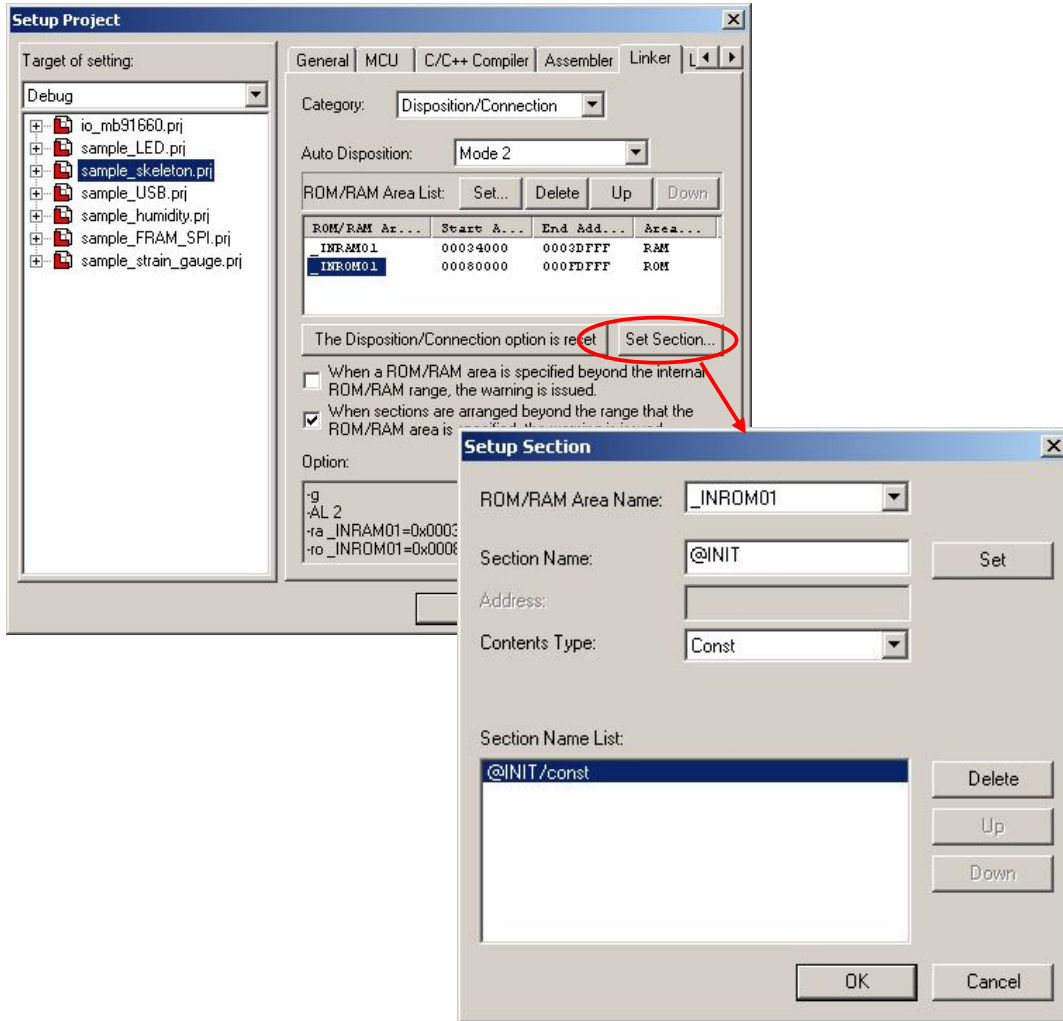 Setup Project
Target of setting:
Debug
io_mb91660.prj
sample_LED.prj
sample_skeleton.prj
sample_USB.prj
sample_humidity.prj
sample_FRAM_SPI.prj
sample_strain_gauge.prj
General MCU C/C++ Compiler Assembler Linker L
Category: Disposition/Connection
Auto Disposition: Mode 2
ROM/RAM Area List: Set... Delete Up Down
ROM/RAM Ar... Start A... End Add... Area...
_INRAM01 00034000 0003DFFF RAM
_INROM01 00080000 000FDFFF ROM
The Disposition/Connection option is reset Set Section...
When a ROM/RAM area is specified beyond the internal
ROM/RAM range, the warning is issued.
When sections are arranged beyond the range that the
ROM/RAM area is
Option:
-g
-AL 2
-ra _INRAM01=0x0003
-ro _INROM01=0x0008
Setup Section
ROM/RAM Area Name: _INROM01
Section Name: @INIT Set
Address:
Contents Type: Const
Section Name List:
@INIT/const
Delete
Up
Down
OK Cancel